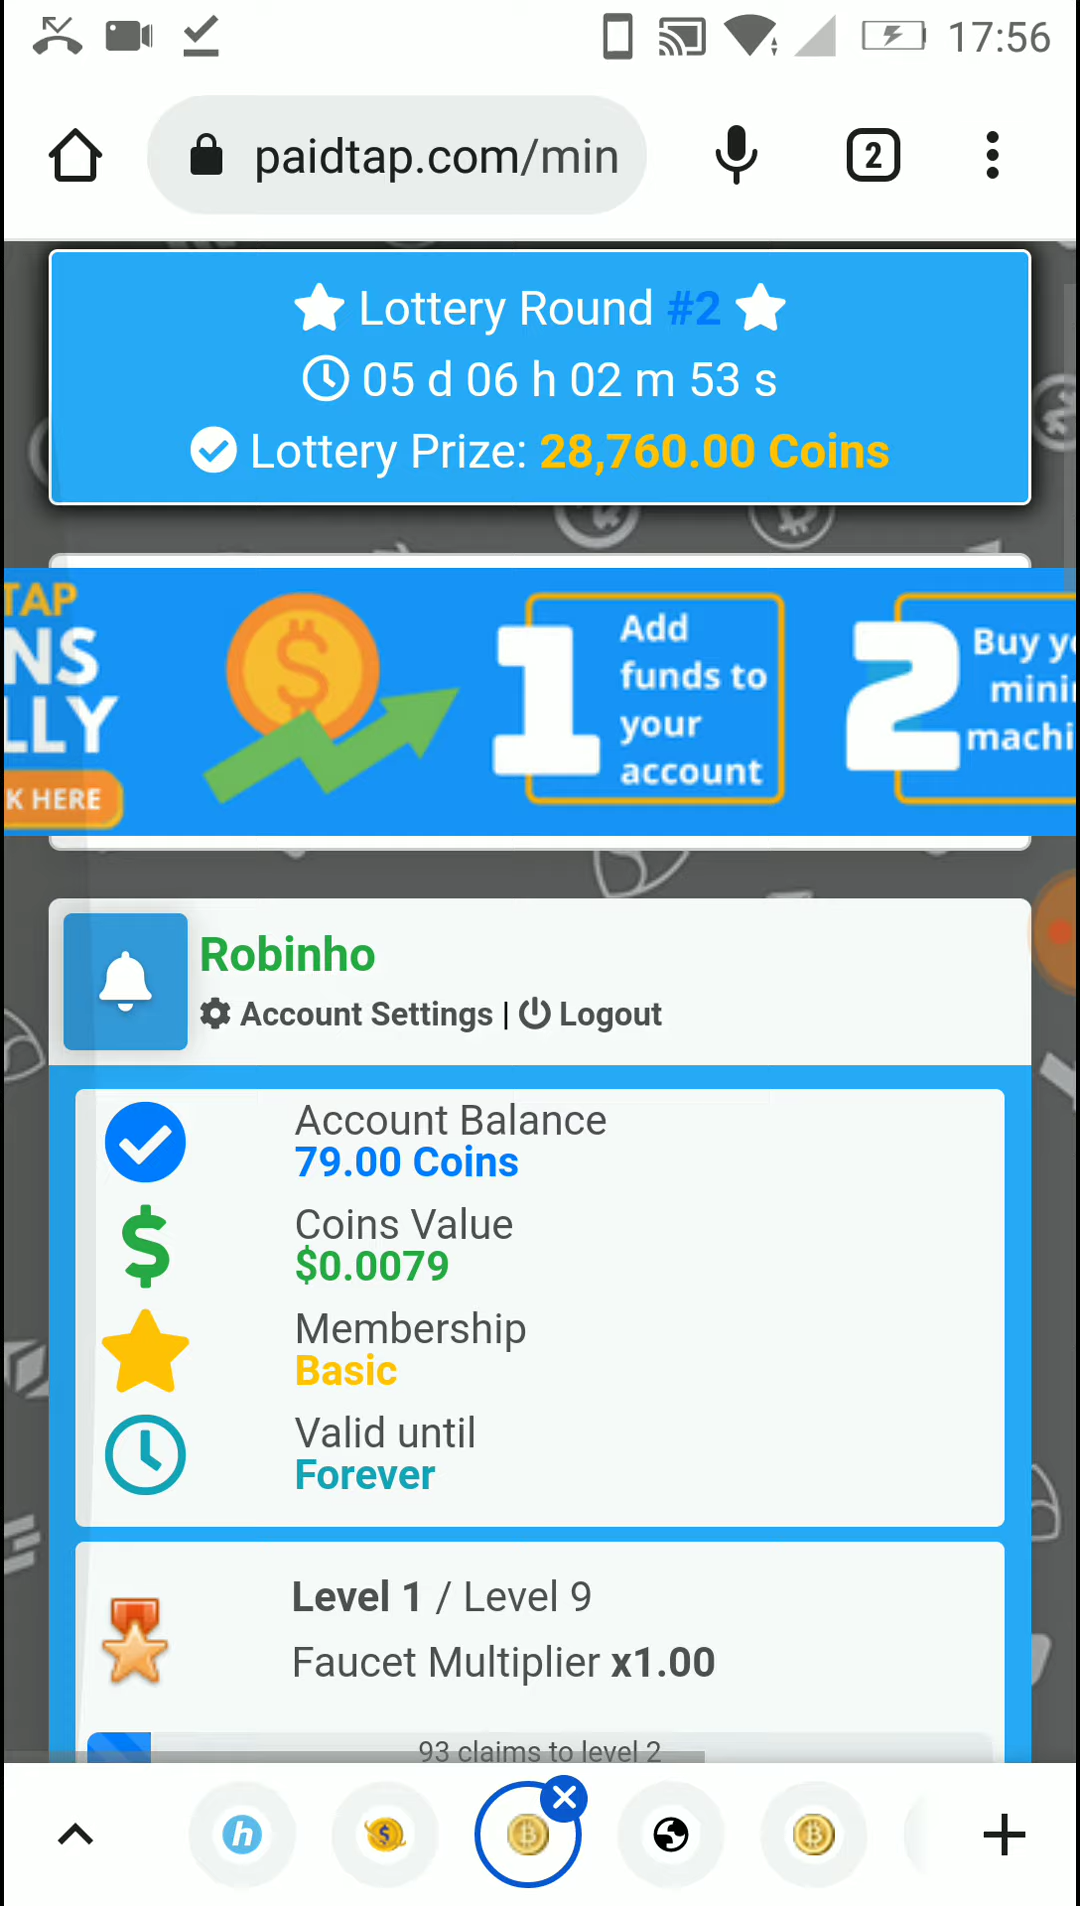 17:56
paidtap.com/min
2
Lottery Round #2
05 d 06 h 02 m 53 s
Lottery Prize: 28,760.00 Coins
TAP
NS
LLY
K HERE
1
Add
funds to
your
account
2
Buy y
mini
machi
Robinho
Account Settings | Logout
Account Balance
79.00 Coins
Coins Value
$0.0079
Membership
Basic
Valid until
Forever
Level 1 / Level 9
Faucet Multiplier x1.00
93 claims to level 2
h